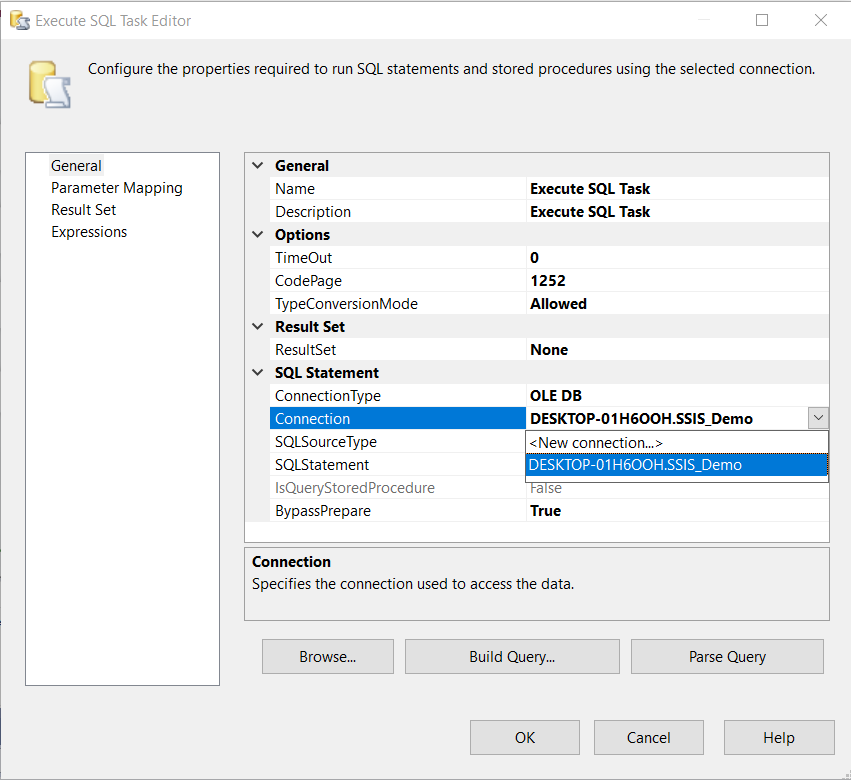 Execute SQL Task Editor
Configure the properties required to run SQL statements and stored procedures using the selected connection.
General
Parameter Mapping
Result Set
Expressions
General
Name Execute SQL Task
Description Execute SQL Task
Options
TimeOut 0
CodePage 1252
TypeConversionMode Allowed
Result Set
ResultSet None
SQL Statement
ConnectionType OLE DB
Connection DESKTOP-01H6OOH.SSIS_Demo
SQLSourceType <New connection...>
SQLStatement DESKTOP-01H6OOH.SSIS_Demo
IsQueryStoredProcedure False
BypassPrepare True
Connection
Specifies the connection used to access the data.
Browse... Build Query... Parse Query
OK Cancel Help